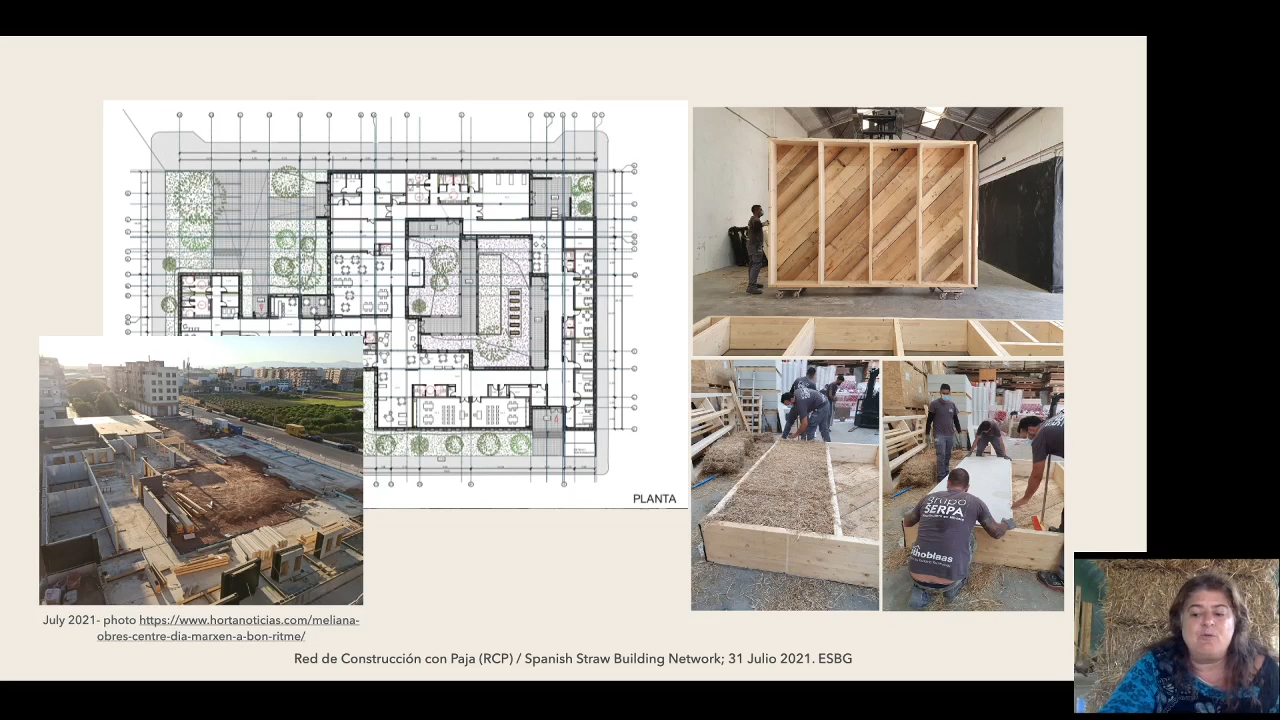 PLANTA
grupo
SERPA
ihoblaas
July 2021- photo https://www.hortanoticias.com/meliana-
obres-centre-dia-marxen-a-bon-ritme/
Red de Construcción con Paja (RCP) / Spanish Straw Building Network; 31 Julio 2021. ESBG